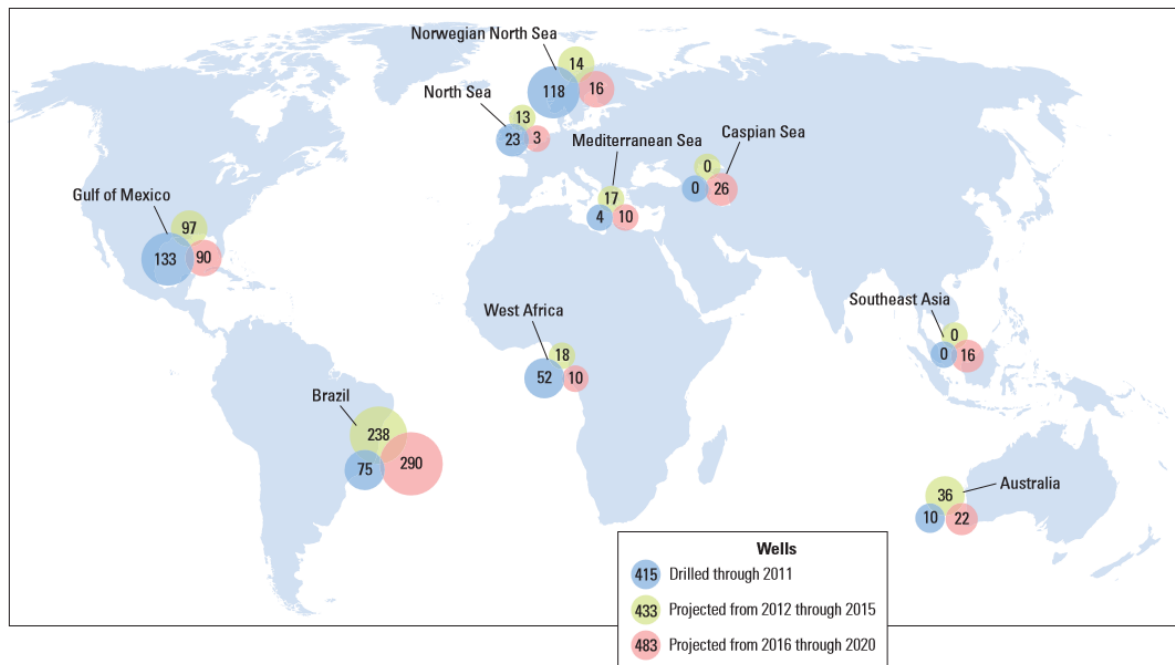 Norwegian North Sea
14
118
16
North Sea
13
23
3
Mediterranean Sea
17
4
10
Caspian Sea
0
0
26
Gulf of Mexico
97
133
90
West Africa
18
52
10
Southeast Asia
0
0
16
Brazil
238
75
290
Australia
36
10
22
Wells
415 Drilled through 2011
433 Projected from 2012 through 2015
483 Projected from 2016 through 2020